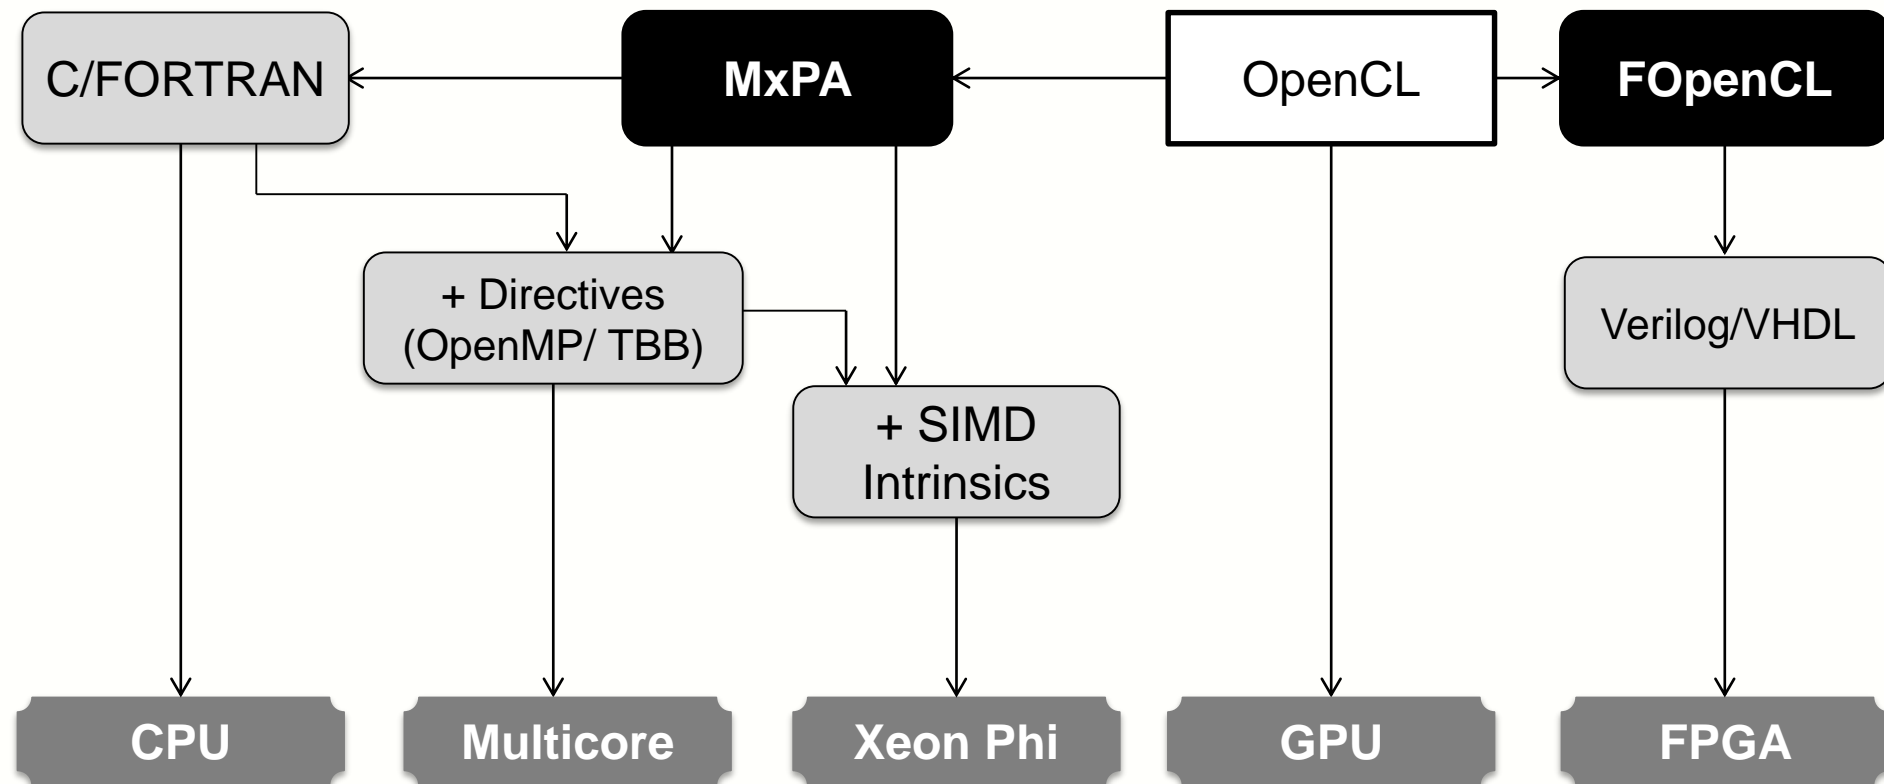 C/FORTRAN
MxPA
OpenCL
FOpenCL
+ Directives
(OpenMP/ TBB)
Verilog/VHDL
+ SIMD
Intrinsics
CPU
Multicore
Xeon Phi
GPU
FPGA